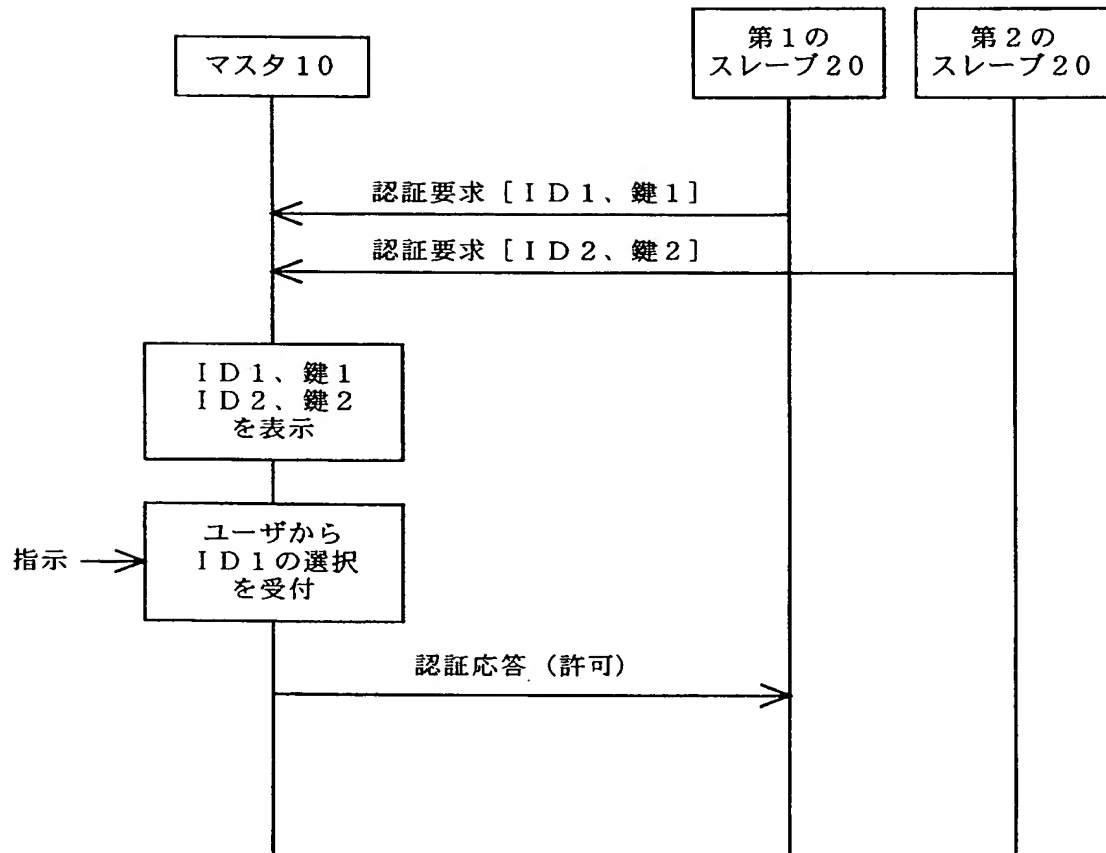 マスタ１０
第１の
スレーブ２０
第２の
スレーブ２０
認証要求［ＩＤ１、鍵１］
認証要求［ＩＤ２、鍵２］
ＩＤ１、鍵１
ＩＤ２、鍵２
を表示
指示
ユーザから
ＩＤ１の選択
を受付
認証応答（許可）